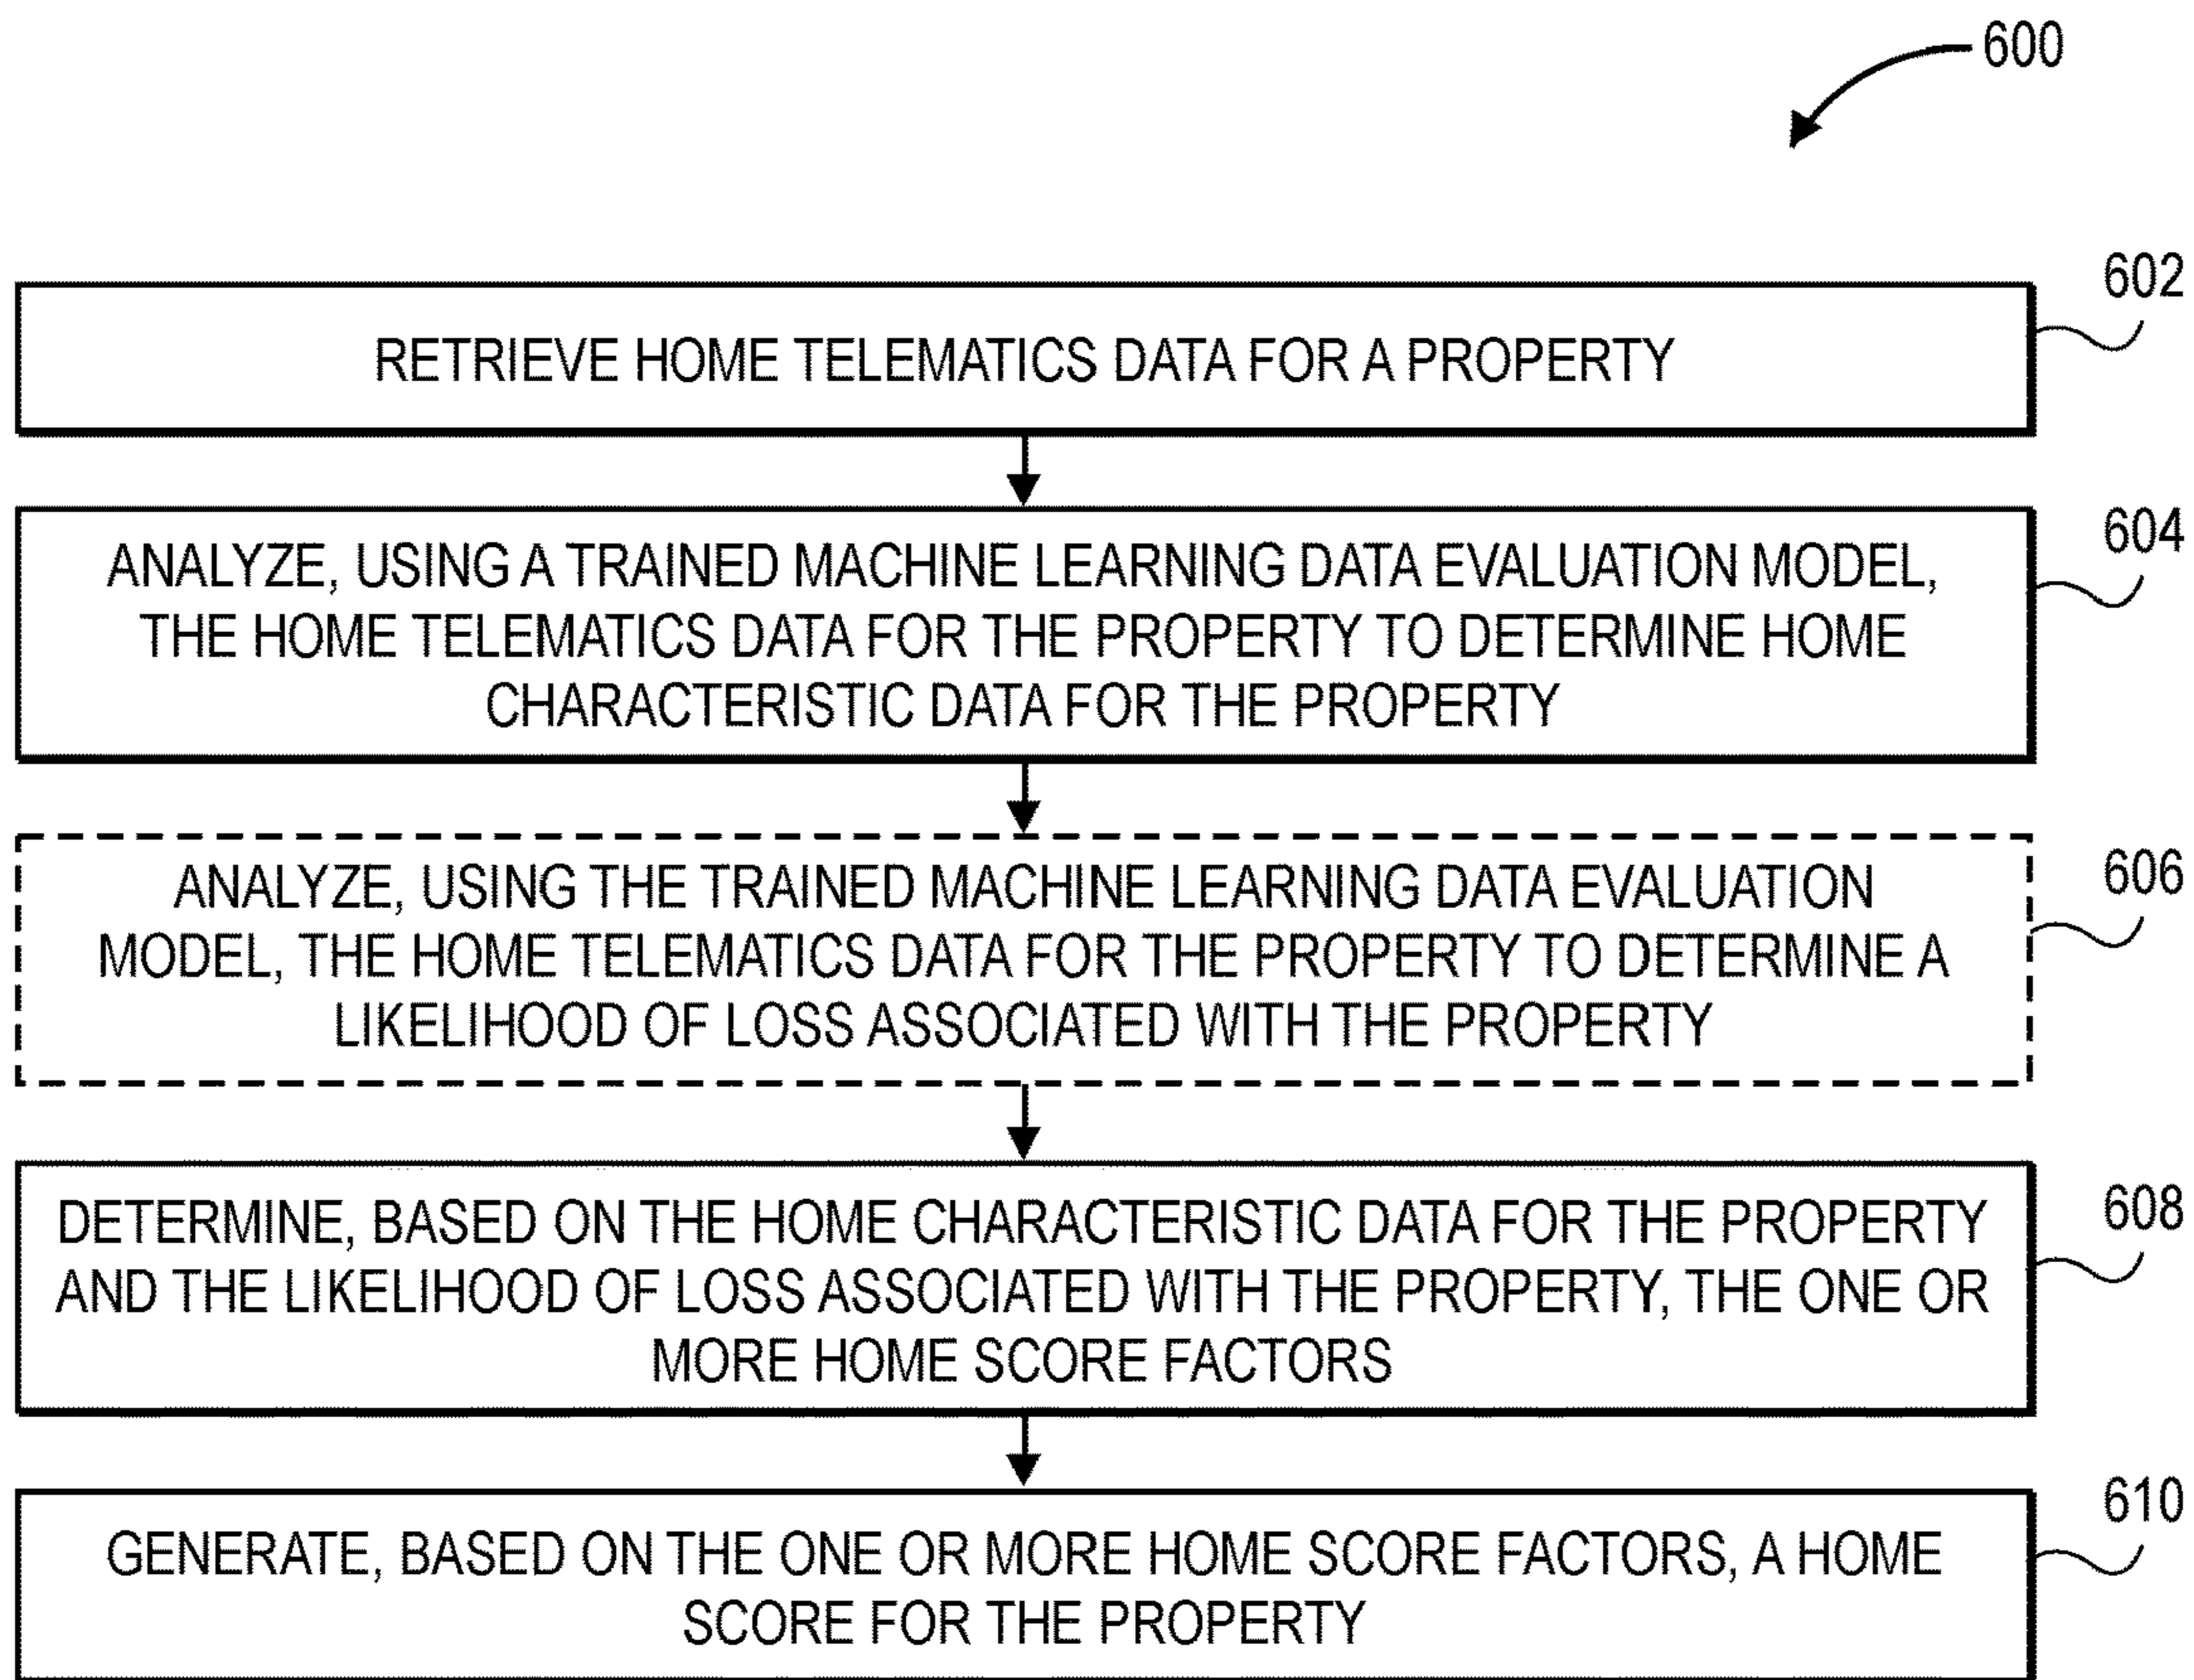 600
602
RETRIEVE HOME TELEMATICS DATA FOR A PROPERTY
604
ANALYZE, USING A TRAINED MACHINE LEARNING DATA EVALUATION MODEL,
THE HOME TELEMATICS DATA FOR THE PROPERTY TO DETERMINE HOME
CHARACTERISTIC DATA FOR THE PROPERTY
606
ANALYZE, USING THE TRAINED MACHINE LEARNING DATA EVALUATION
MODEL, THE HOME TELEMATICS DATA FOR THE PROPERTY TO DETERMINE A
LIKELIHOOD OF LOSS ASSOCIATED WITH THE PROPERTY
608
DETERMINE, BASED ON THE HOME CHARACTERISTIC DATA FOR THE PROPERTY
AND THE LIKELIHOOD OF LOSS ASSOCIATED WITH THE PROPERTY, THE ONE OR
MORE HOME SCORE FACTORS
610
GENERATE, BASED ON THE ONE OR MORE HOME SCORE FACTORS, A HOME
SCORE FOR THE PROPERTY